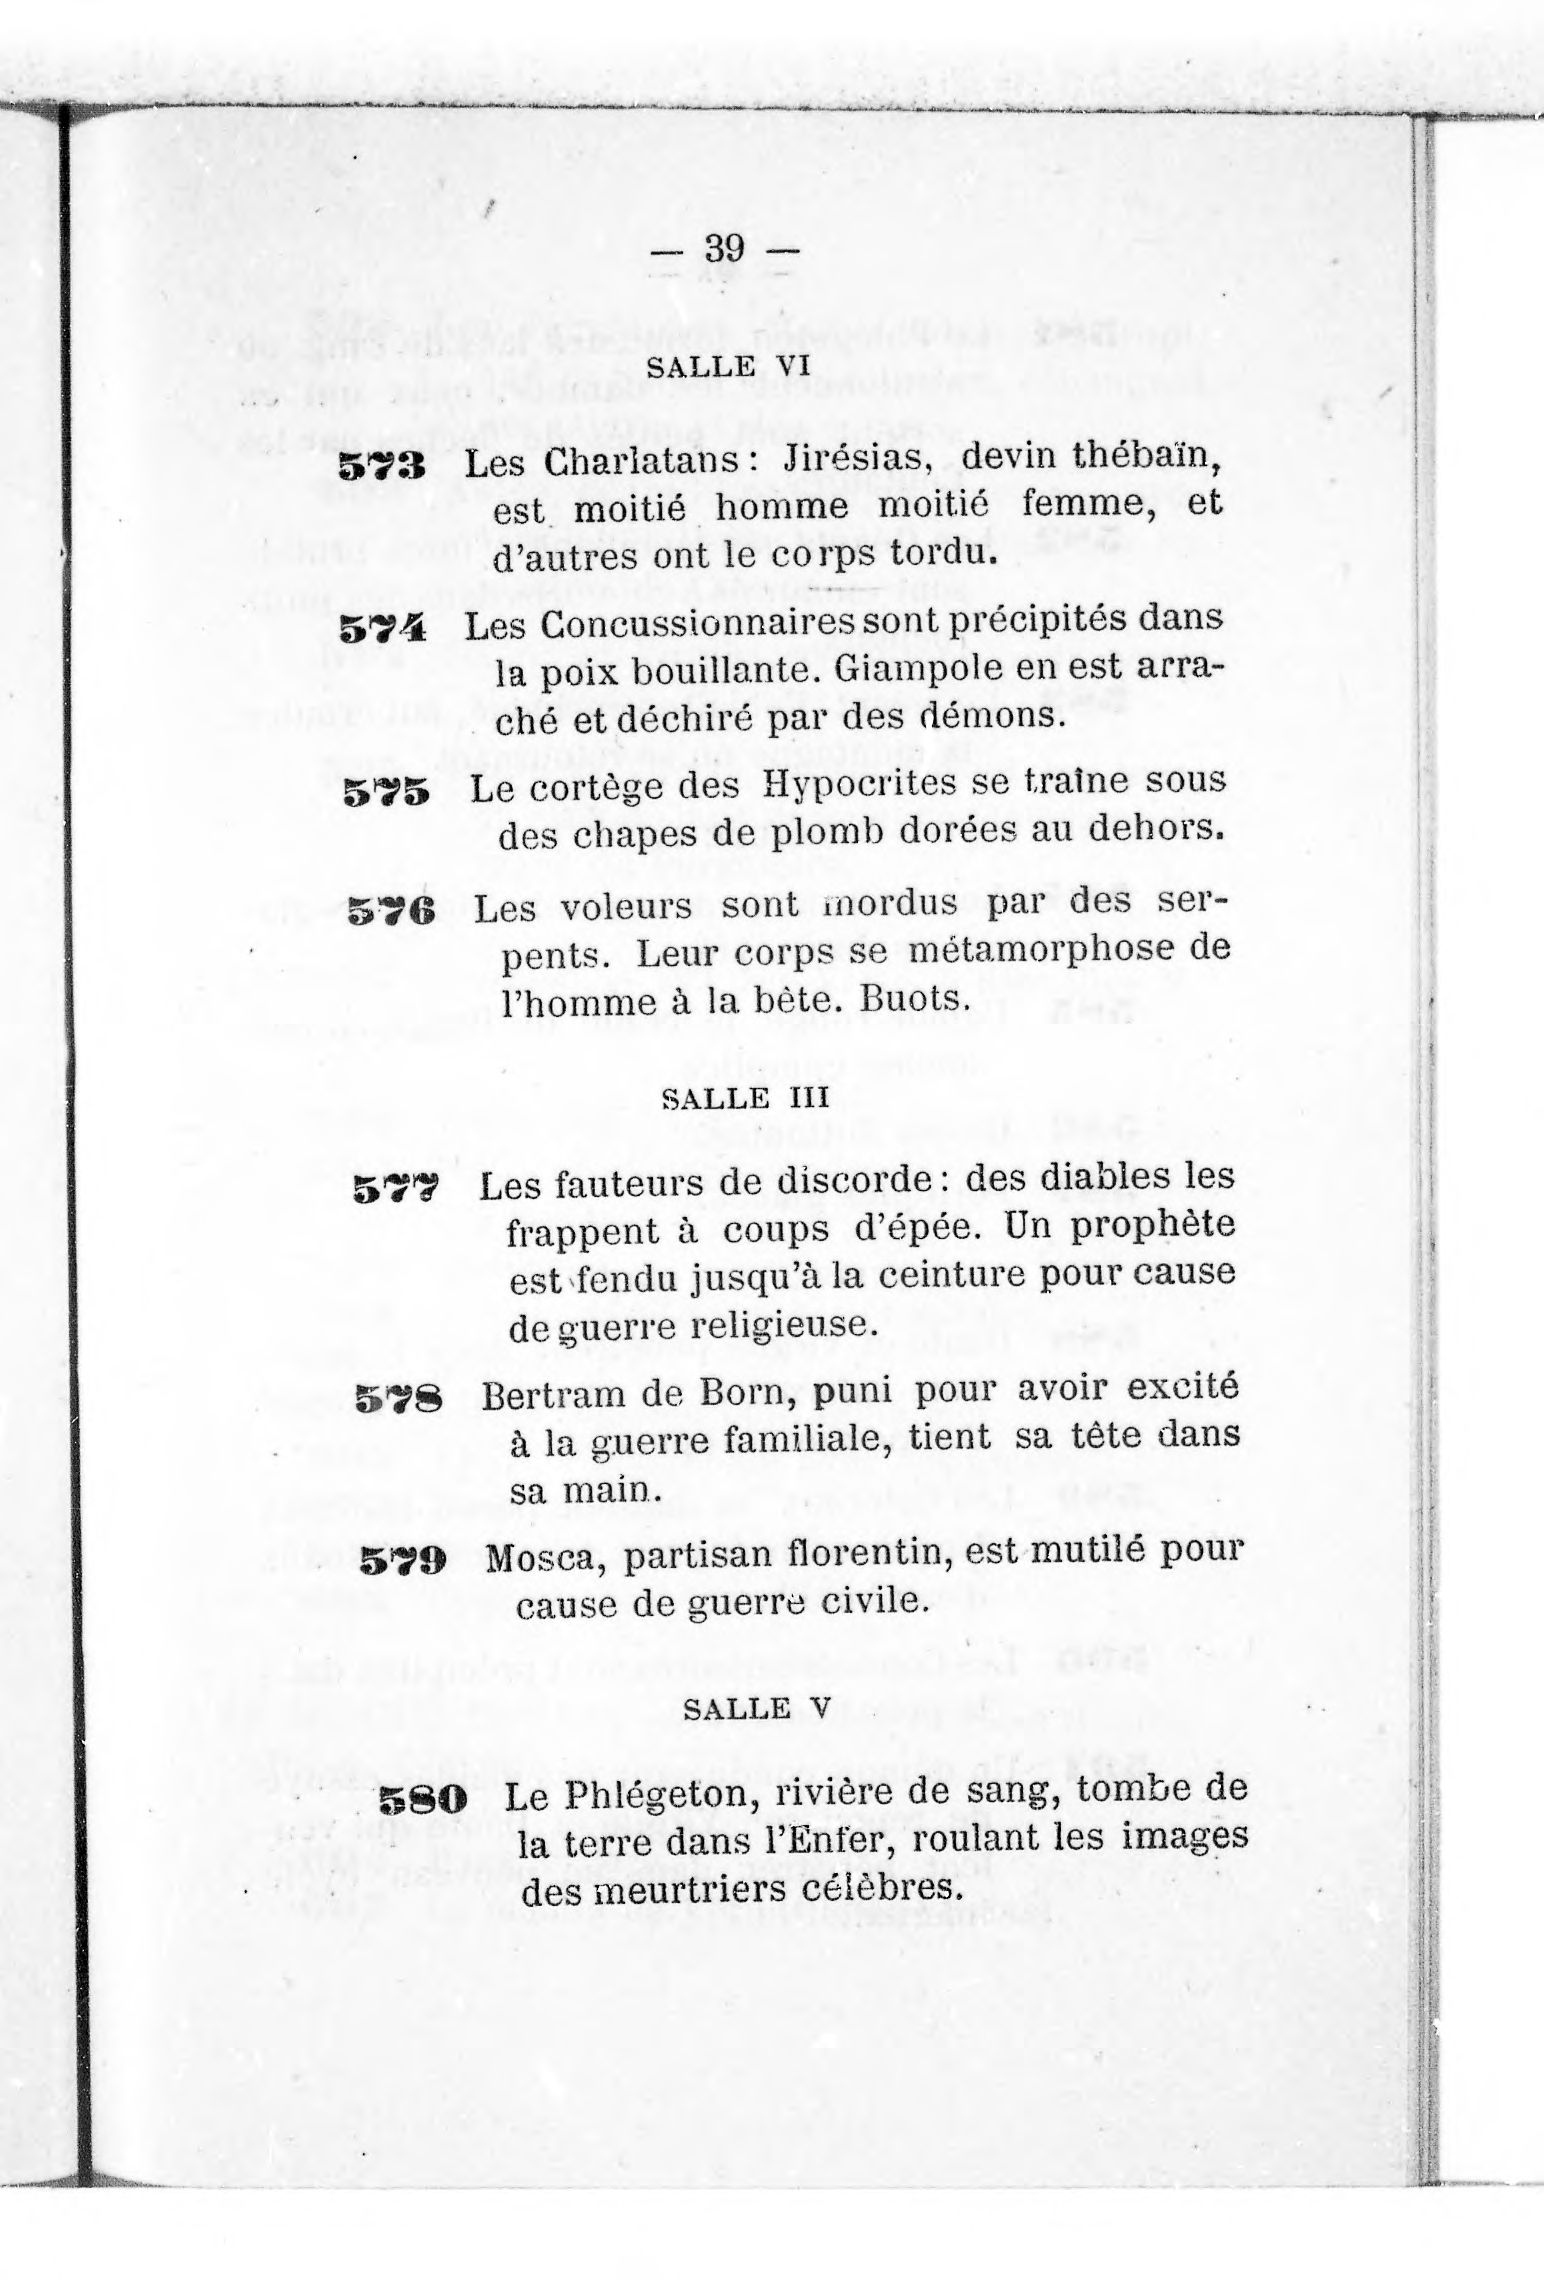 — 39 —
SALLE VI
573 Les Charlatans : Jirésias, devin thébaïn,
est moitié homme moitié femme, et
d'autres ont le corps tordu.
574 Les Concussionnaires sont précipités dans
la poix bouillante. Giampole en est arra-
ché et déchiré par des démons.
575 Le cortège des Hypocrites se traîne sous
des chapes de plomb dorées au dehors.
576 Les voleurs sont mordus par des ser-
pents. Leur corps se métamorphose de
l'homme à la bête. Buots.
SALLE III
577 Les fauteurs de discorde : des diables les
frappent à coups d'épée. Un prophète
est fendu jusqu'à la ceinture pour cause
de guerre religieuse.
578 Bertram de Born, puni pour avoir excité
à la guerre familiale, tient sa tête dans
sa main.
579 Mosca, partisan florentin, est mutilé pour
cause de guerre civile.
SALLE V
580 Le Phlégeton, rivière de sang, tombe de
la terre dans l'Enfer, roulant les images
des meurtriers célèbres.